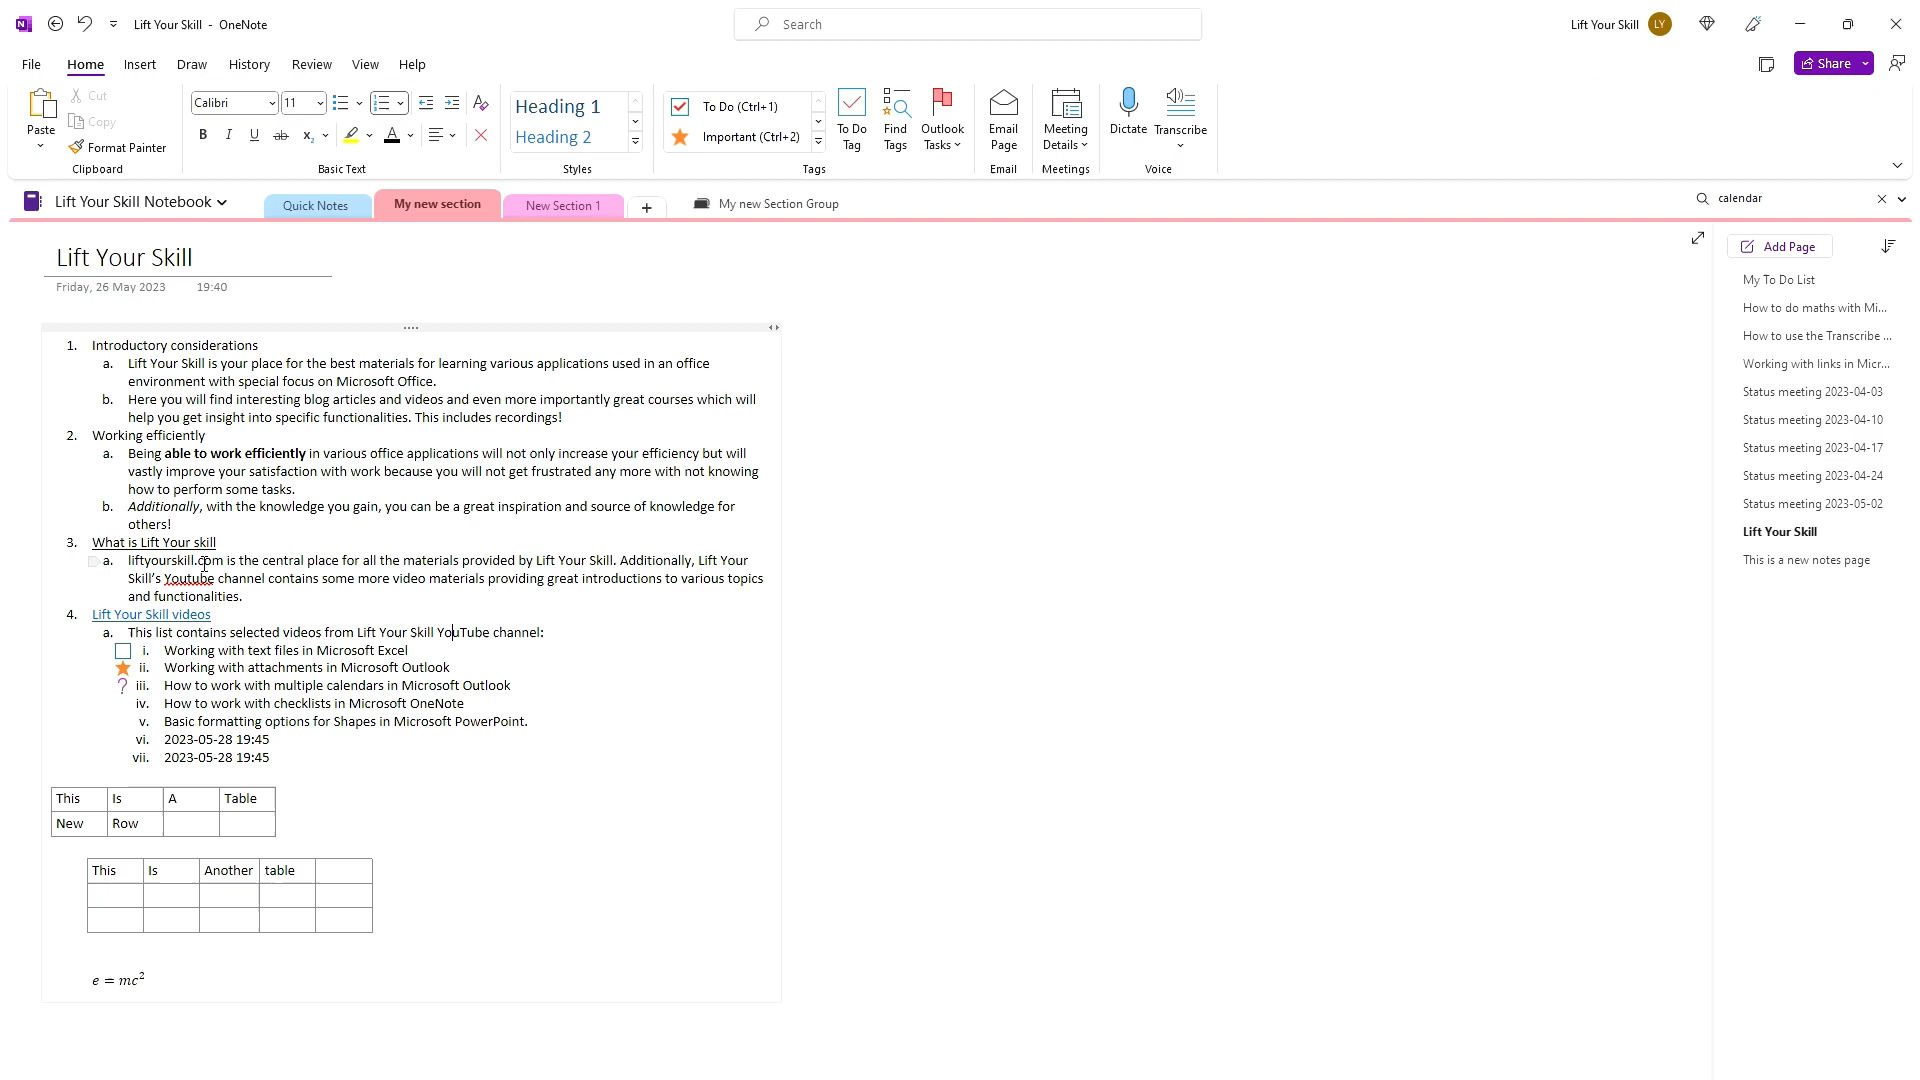 Lift Your Skill - OneNote
Search
Lift Your Skill LY
File Home Insert Draw History Review View Help
Share
Paste
Cut
Copy
Format Painter
Clipboard
Calibri 11
Basic Text
Heading 1
Heading 2
Styles
To Do (Ctrl+1)
Important (Ctrl+2)
To Do
Tag
Find
Tags
Outlook
Tasks
Tags
Email
Page
Email
Meeting
Details
Meetings
Dictate
Transcribe
Voice
Lift Your Skill Notebook
Quick Notes
My new section
New Section 1
My new Section Group
calendar
Lift Your Skill
Friday, 26 May 2023 19:40
1. Introductory considerations
a. Lift Your Skill is your place for the best materials for learning various applications used in an office
environment with special focus on Microsoft Office.
b. Here you will find interesting blog articles and videos and even more importantly great courses which will
help you get insight into specific functionalities. This includes recordings!
2. Working efficiently
a. Being able to work efficiently in various office applications will not only increase your efficiency but will
vastly improve your satisfaction with work because you will not get frustrated any more with not knowing
how to perform some tasks.
b. Additionally, with the knowledge you gain, you can be a great inspiration and source of knowledge for
others!
3. What is Lift Your skill
a. liftyourskill.com is the central place for all the materials provided by Lift Your Skill. Additionally, Lift Your
Skill's Youtube channel contains some more video materials providing great introductions to various topics
and functionalities.
4. Lift Your Skill videos
a. This list contains selected videos from Lift Your Skill YouTube channel:
i. Working with text files in Microsoft Excel
ii. Working with attachments in Microsoft Outlook
iii. How to work with multiple calendars in Microsoft Outlook
iv. How to work with checklists in Microsoft OneNote
v. Basic formatting options for Shapes in Microsoft PowerPoint.
vi. 2023-05-28 19:45
vii. 2023-05-28 19:45
This Is A Table
New Row
This Is Another table
e = mc²
Add Page
My To Do List
How to do maths with Mi...
How to use the Transcribe ...
Working with links in Micr...
Status meeting 2023-04-03
Status meeting 2023-04-10
Status meeting 2023-04-17
Status meeting 2023-04-24
Status meeting 2023-05-02
Lift Your Skill
This is a new notes page